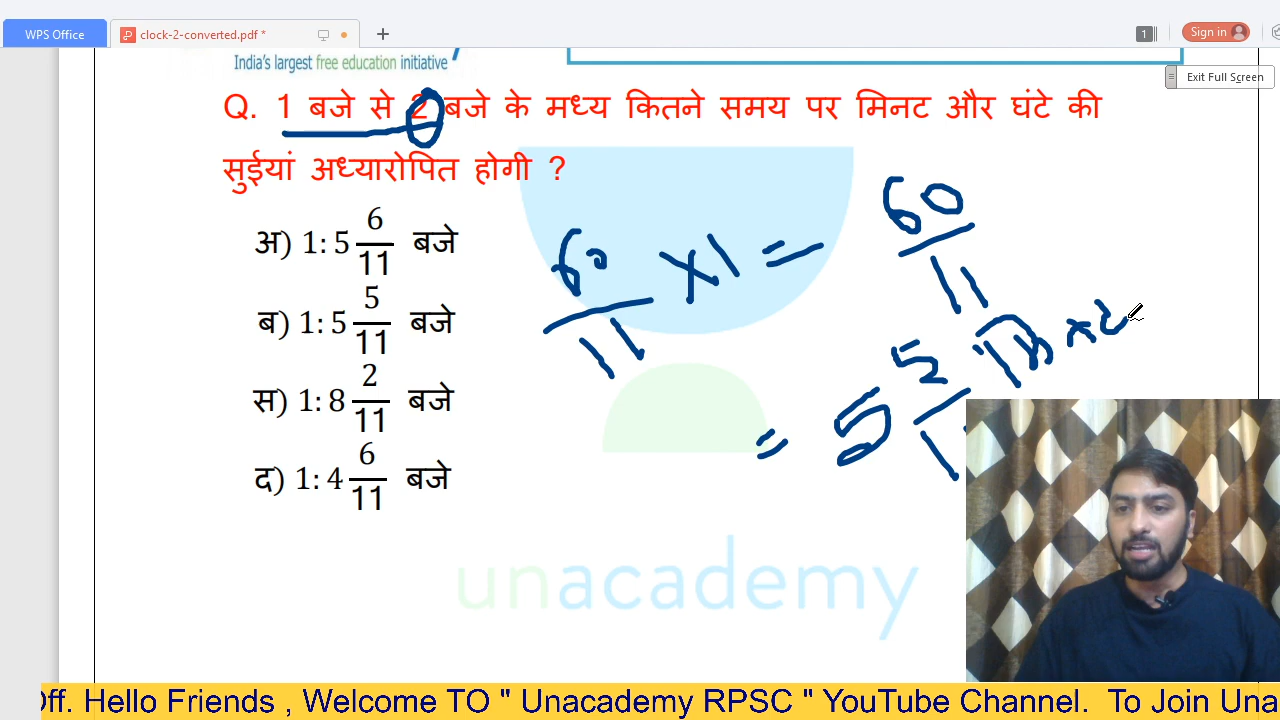 WPS Office
clock-2-converted.pdf *
1
Sign in
Exit Full Screen
India's largest free education initiative
Q. 1 बजे से 2 बजे के मध्य कितने समय पर मिनट और घंटे की
सुईयां अध्यारोपित होगी ?
अ) 1: 5 6/11 बजे
ब) 1: 5 5/11 बजे
स) 1: 8 2/11 बजे
द) 1: 4 6/11 बजे
60/11 x1 = 60/11
= 5 5/1
x2
unacademy
Off. Hello Friends , Welcome TO " Unacademy RPSC " YouTube Channel. To Join Una